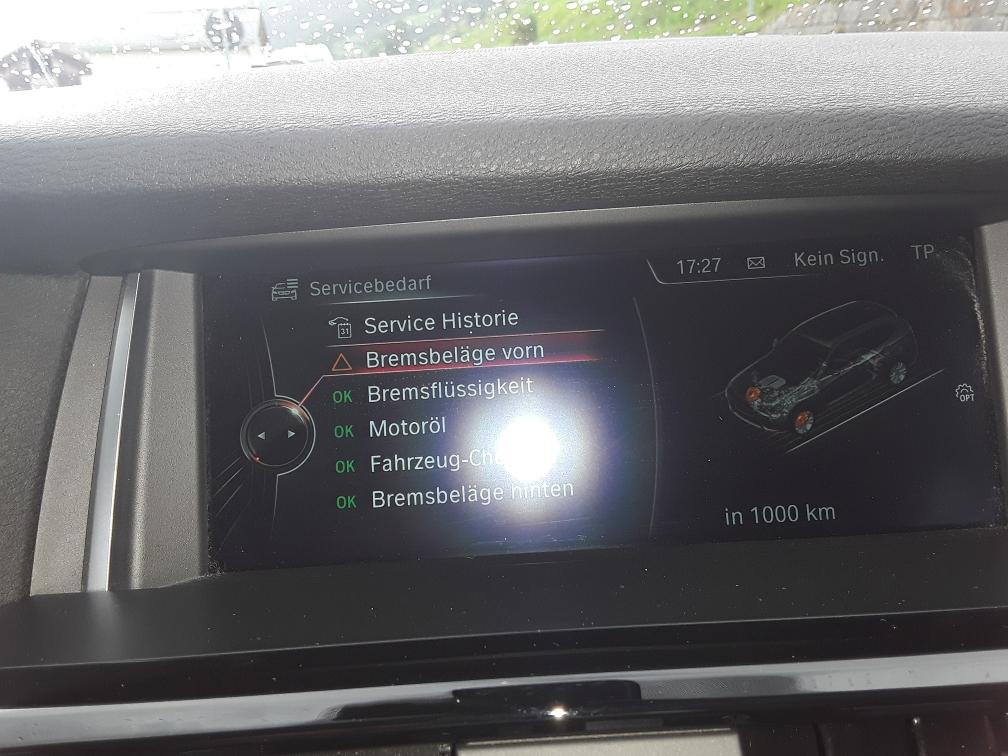 Servicebedarf
17:27 Kein Sign. TP
31
Service Historie
Bremsbeläge vorn
OK Bremsflüssigkeit
OK Motoröl
OK
OK Bremsbeläge hinten
OPT
in 1000 km